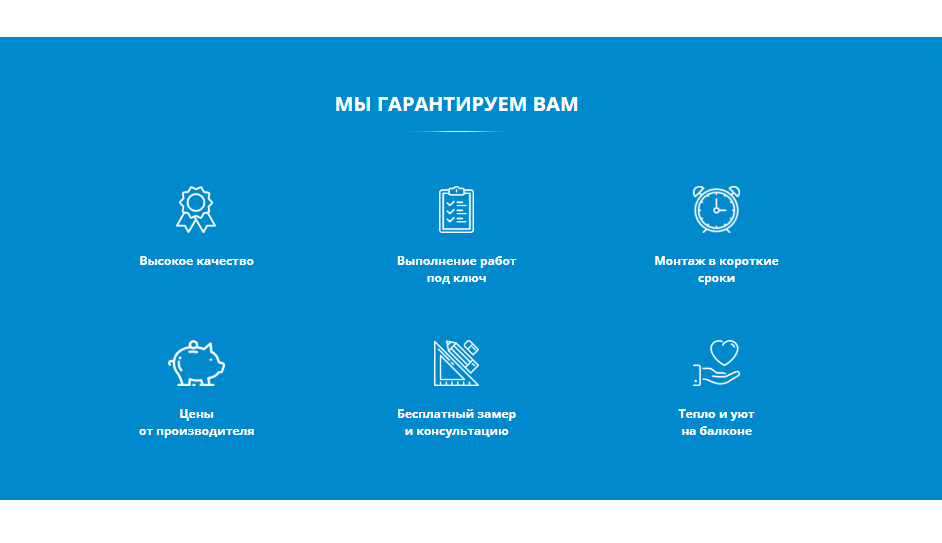 МЫ ГАРАНТИРУЕМ ВАМ
Высокое качество
Выполнение работ
под ключ
Монтаж в короткие
сроки
Цены
от производителя
Бесплатный замер
и консультацию
Тепло и уют
на балконе